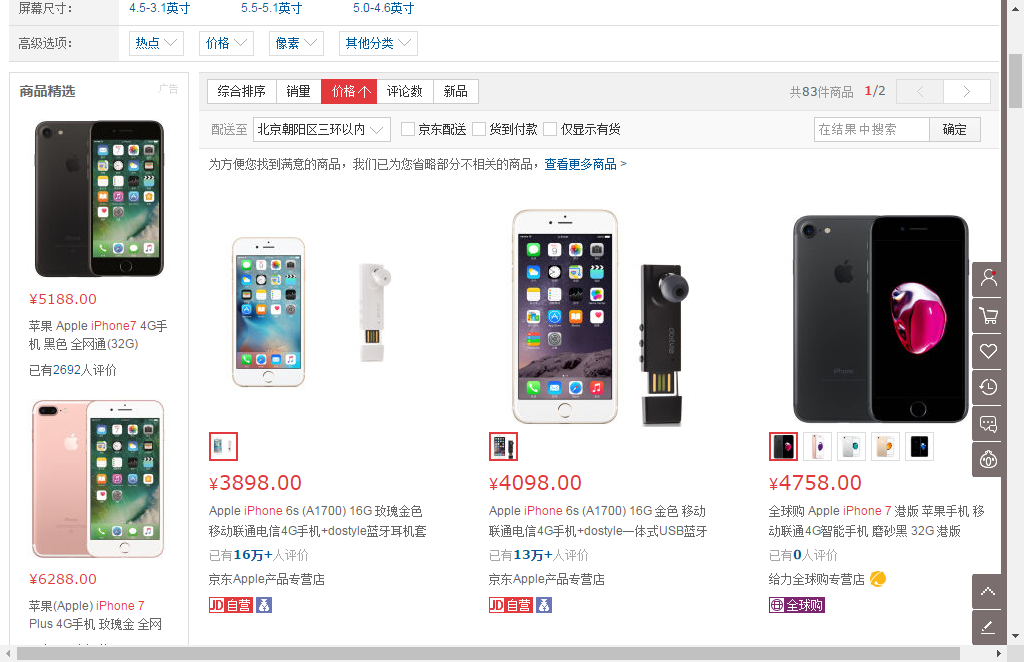 屏幕尺寸：
4.5-3.1英寸
5.5-5.1英寸
5.0-4.6英寸
高级选项：
热点
价格
像素
其他分类
商品精选
广告
¥5188.00
苹果 Apple iPhone7 4G手
机 黑色 全网通(32G)
已有2692人评价
¥6288.00
苹果(Apple) iPhone 7
Plus 4G手机 玫瑰金 全网
综合排序
销量
价格
评论数
新品
共83件商品
1/2
<
>
配送至
北京朝阳区三环以内
京东配送
货到付款
仅显示有货
在结果中搜索
确定
为方便您找到满意的商品，我们已为您省略部分不相关的商品，查看更多商品 >
¥3898.00
Apple iPhone 6s (A1700) 16G 玫瑰金色
移动联通电信4G手机+dostyle蓝牙耳机套
已有16万+人评价
京东Apple产品专营店
JD 自营
¥4098.00
Apple iPhone 6s (A1700) 16G 金色 移动
联通电信4G手机+dostyle一体式USB蓝牙
已有13万+人评价
京东Apple产品专营店
JD 自营
¥4758.00
全球购 Apple iPhone 7 港版 苹果手机 移
动联通4G智能手机 磨砂黑 32G 港版
已有0人评价
给力全球购专营店
全球购